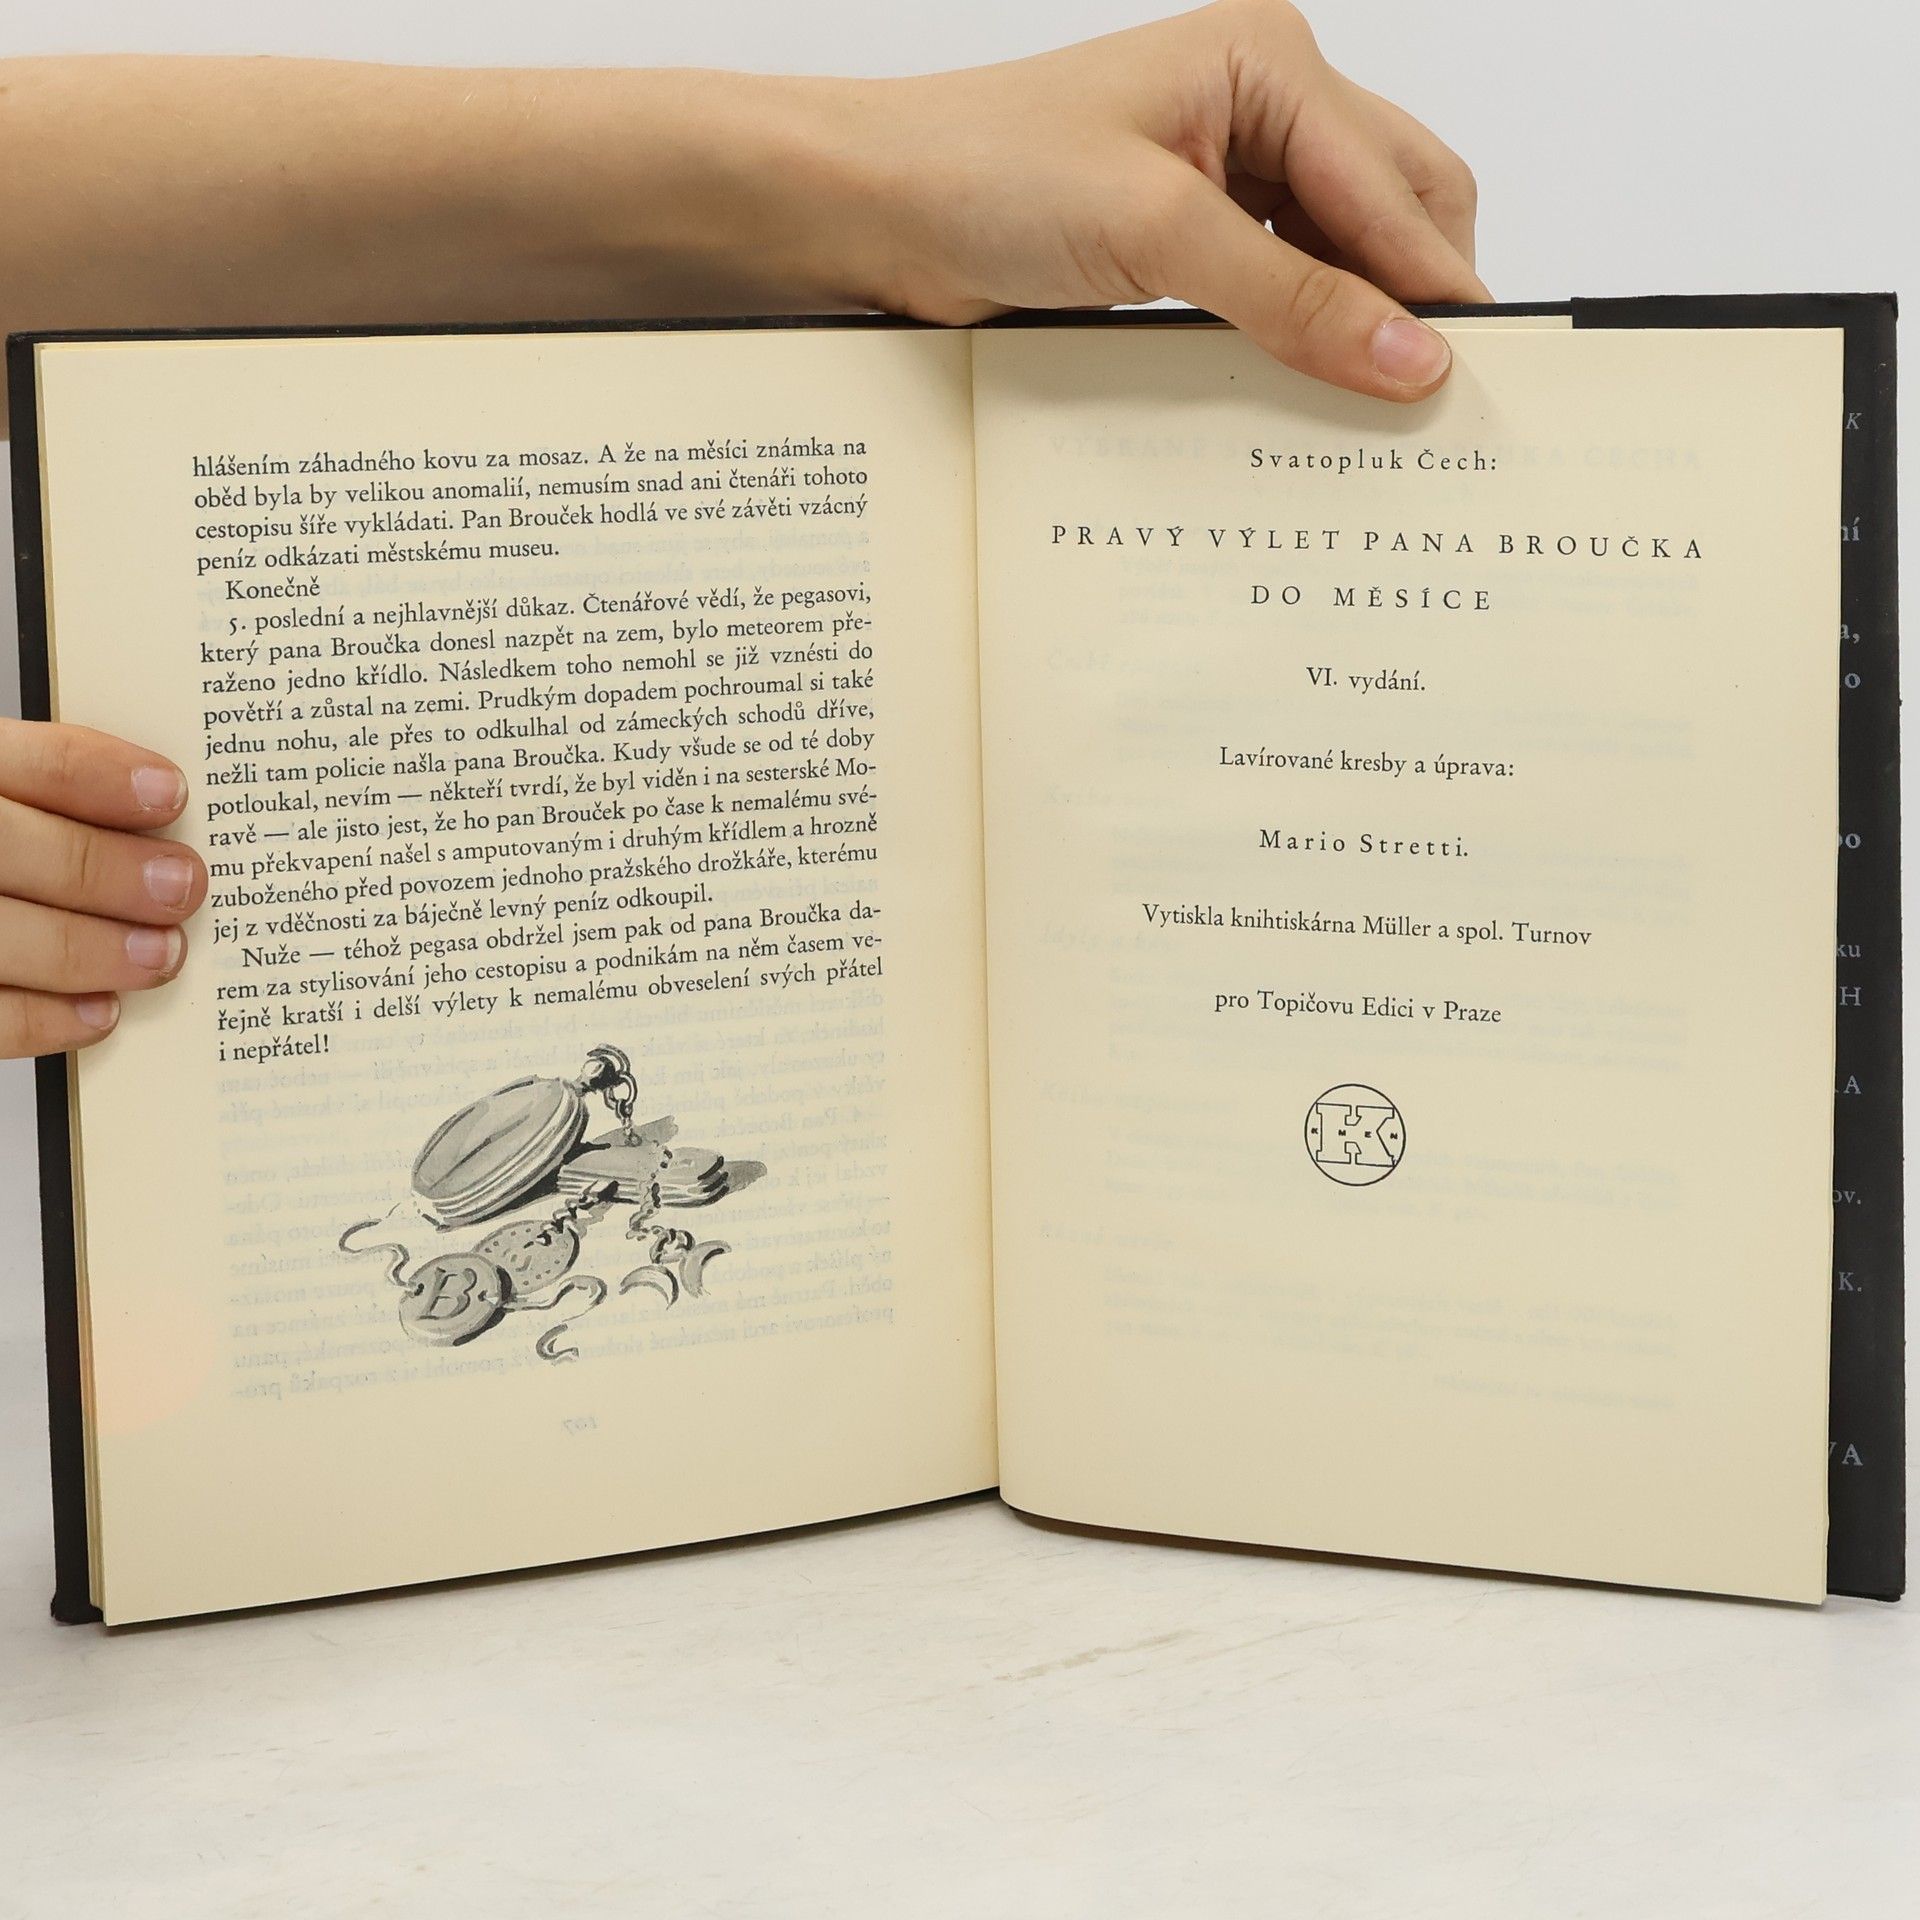 hlášením záhadného kovu za mosaz. A že na měsíci známka na
oběd byla by velikou anomalií, nemusím snad ani čtenáři tohoto
cestopisu šíře vykládati. Pan Brouček hodlá ve své závěti vzácný
peníz odkázati městskému museu.
Konečně
5. poslední a nejhlavnější důkaz. Čtenářové vědí, že pegasovi,
který pana Broučka donesl nazpět na zem, bylo meteorem pře-
raženo jedno křídlo. Následkem toho nemohl se již vznésti do
povětří a zůstal na zemi. Prudkým dopadem pochroumal si také
jednu nohu, ale přes to odkulhal od zámeckých schodů dříve,
nežli tam policie našla pana Broučka. Kudy všude se od té doby
potloukal, nevím — někteří tvrdí, že byl viděn i na sesterské Mo-
ravě — ale jisto jest, že ho pan Brouček po čase k nemalému své-
mu překvapení našel s amputovaným i druhým křídlem a hrozně
zuboženého před povozem jednoho pražského drožkáře, kterému
jej z vděčnosti za báječně levný peníz odkoupil.
Nuže — téhož pegasa obdržel jsem pak od pana Broučka da-
rem za stylisování jeho cestopisu a podnikám na něm časem ve-
řejně kratší i delší výlety k nemalému obveselení svých přátel
i nepřátel!
B
Svatopluk Čech:
PRAVÝ VÝLET PANA BROUČKA
DO MĚSÍCE
VI. vydání.
Lavírované kresby a úprava:
Mario Stretti.
Vytiskla knihtiskárna Müller a spol. Turnov
pro Topičovu Edici v Praze
K
KMEN